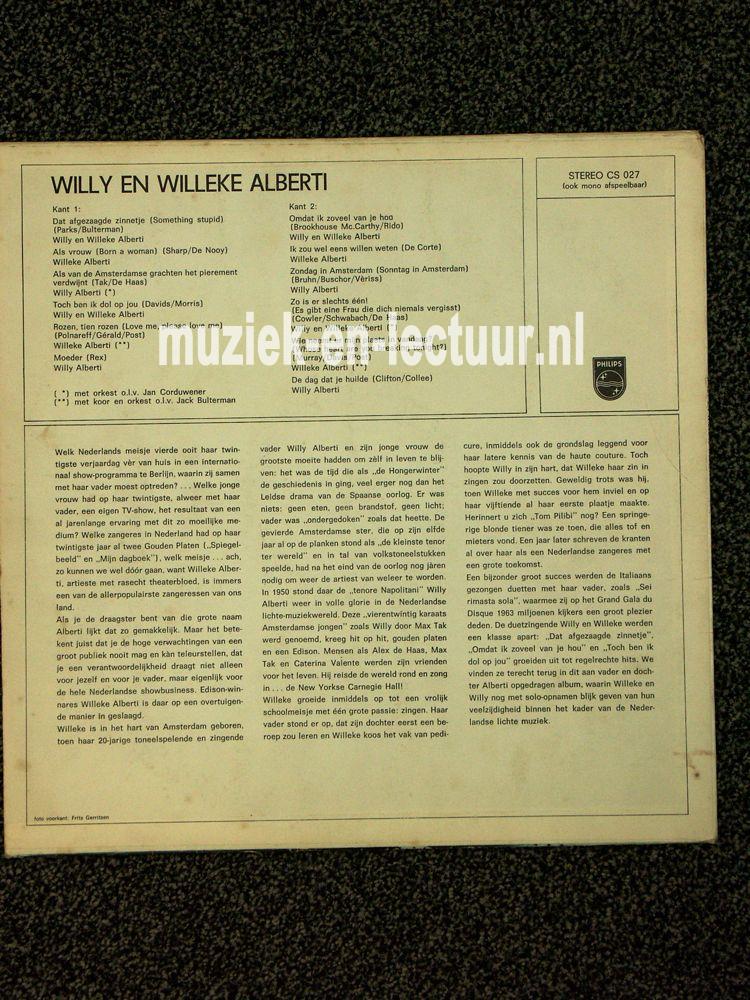 WILLY EN WILLEKE ALBERTI
Kant 1:
Dat afgezaagde zinnetje (Something stupid)
(Parks/Bulterman)
Willy en Willeke Alberti
Als vrouw (Born a woman) (Sharp/De Nooy)
Willeke Alberti
Als van de Amsterdamse grachten het pierement
verdwijnt (Tak/De Haas)
Willy Alberti (*)
Toch ben ik dol op jou (Davids/Morris)
Willy en Willeke Alberti
Rozen, tien rozen (Love me, please love me)
(Polnareff/Gérald/Post)
Willeke Alberti (**)
Moeder (Rex)
Willy Alberti
( *) met orkest o.l.v. Jan Corduwener
(**) met koor en orkest o.l.v. Jack Bulterman
Kant 2:
Omdat ik zoveel van je hou
(Brookhouse Mc.Carthy/Rido)
Willy en Willeke Alberti
Ik zou wel eens willen weten (De Corte)
Willeke Alberti
Zondag in Amsterdam (Sonntag in Amsterdam)
(Bruhn/Buschor/Vèriss)
Willy Alberti
Zo is er slechts één!
(Es gibt eine Frau die dich niemals vergisst)
(Cowler/Schwabach/De Haas)
Willy en Willeke Alberti (*)
Wie neemt er mijn plaats in vandaag?
(Whose heart are you breaking tonight?)
(Murray/Davis/Post)
Willeke Alberti (**)
De dag dat je huilde (Clifton/Collee)
Willy Alberti
STEREO CS 027
(ook mono afspeelbaar)
PHILIPS
muziek-en-lectuur.nl
Welk Nederlands meisje vierde ooit haar twin-
tigste verjaardag vèr van huis in een internatio-
naal show-programma te Berlijn, waarin zij samen
met haar vader moest optreden? . . . Welke jonge
vrouw had op haar twintigste, alweer met haar
vader, een eigen TV-show, het resultaat van een
al jarenlange ervaring met dit zo moeilijke me-
dium? Welke zangeres in Nederland had op haar
twintigste jaar al twee Gouden Platen („Spiegel-
beeld" en „Mijn dagboek"), welk meisje . . . ach,
zo kunnen we wel dóór gaan, want Willeke Alber-
ti, artieste met rasecht theaterbloed, is immers
een van de allerpopulairste zangeressen van ons
land.
Als je de draagster bent van die grote naam
Alberti lijkt dat zo gemakkelijk. Maar het bete-
kent juist dat je de hoge verwachtingen van een
groot publiek nooit mag en kàn teleurstellen, dat
je een verantwoordelijkheid draagt niet alleen
voor jezelf en voor je vader, maar eigenlijk voor
de hele Nederlandse showbusiness. Edison-win-
nares Willeke Alberti is daar op een overtuigen-
de manier in geslaagd.
Willeke is in het hart van Amsterdam geboren,
toen haar 20-jarige toneelspelende en zingende
vader Willy Alberti en zijn jonge vrouw de
grootste moeite hadden om zèlf in leven te blij-
ven: het was de tijd die als „de Hongerwinter"
de geschiedenis in ging, veel erger nog dan het
Leidse drama van de Spaanse oorlog. Er was
niets: geen eten, geen brandstof, geen licht;
vader was „ondergedoken" zoals dat heette. De
gevierde Amsterdamse ster, die op zijn elfde
jaar al op de planken stond als „de kleinste tenor
ter wereld" en in tal van volkstoneelstukken
speelde, had na het eind van de oorlog nog jàren
nodig om weer de artiest van weleer te worden.
In 1950 stond daar de „tenore Napolitani" Willy
Alberti weer in volle glorie in de Nederlandse
lichte-muziekwereld. Deze „vierentwintig karaats
Amsterdamse jongen" zoals Willy door Max Tak
werd genoemd, kreeg hit op hit, gouden platen
en een Edison. Mensen als Alex de Haas, Max
Tak en Caterina Valente werden zijn vrienden
voor het leven. Hij reisde de wereld rond en zong
in . . . de New Yorkse Carnegie Hall!
Willeke groeide inmiddels op tot een vrolijk
schoolmeisje met één grote passie: zingen. Haar
vader stond er op, dat zijn dochter eerst een be-
roep zou leren en Willeke koos het vak van pedi-
cure, inmiddels ook de grondslag leggend voor
haar latere kennis van de haute couture. Toch
hoopte Willy in zijn hart, dat Willeke haar zin in
zingen zou doorzetten. Geweldig trots was hij,
toen Willeke met succes voor hem inviel en op
haar vijftiende al haar eerste plaatje maakte.
Herinnert u zich „Tom Pilibi" nog? Een springe-
rige blonde tiener was ze toen, die alles tof en
mieters vond. Een jaar later schreven de kranten
al over haar als een Nederlandse zangeres met
een grote toekomst.
Een bijzonder groot succes werden de Italiaans
gezongen duetten met haar vader, zoals „Sei
rimasta sola", waarmee zij op het Grand Gala du
Disque 1963 miljoenen kijkers een groot plezier
deden. De duetzingende Willy en Willeke werden
een klasse apart: „Dat afgezaagde zinnetje",
„Omdat ik zoveel van je hou" en „Toch ben ik
dol op jou" groeiden uit tot regelrechte hits. We
vinden ze terecht terug in dit aan vader en doch-
ter Alberti opgedragen album, waarin Willeke en
Willy nog met solo-opnamen blijk geven van hun
veelzijdigheid binnen het kader van de Neder-
landse lichte muziek.
foto voorkant: Frits Gerritsen